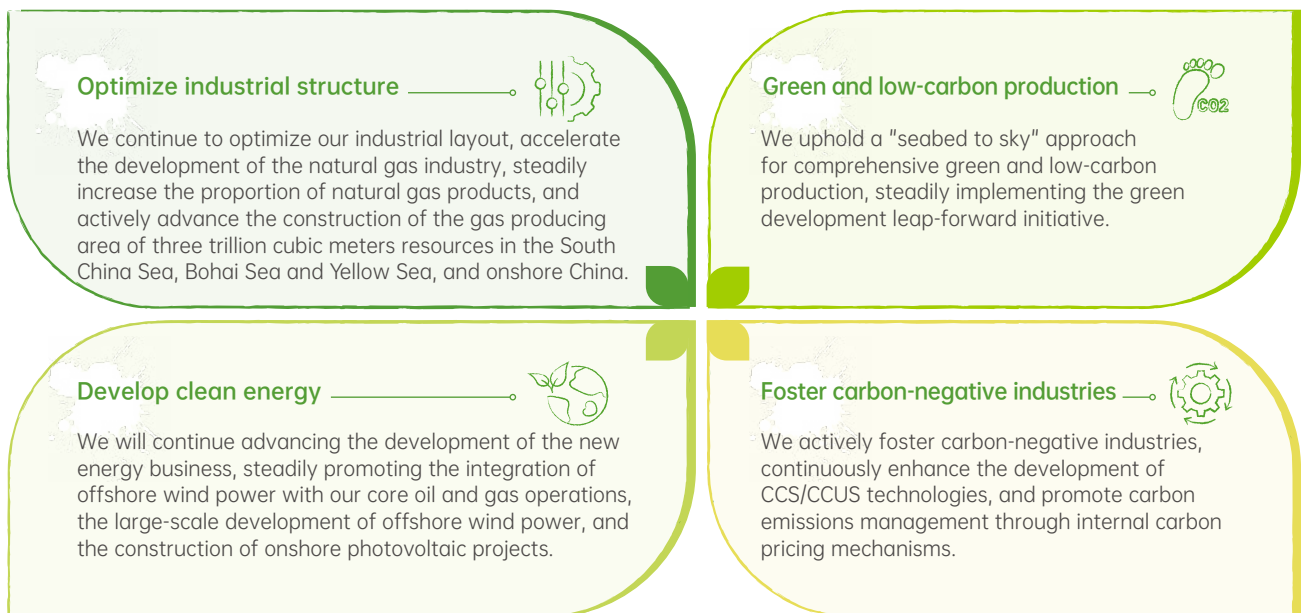 Optimize industrial structure
We continue to optimize our industrial layout, accelerate
the development of the natural gas industry, steadily
increase the proportion of natural gas products, and
actively advance the construction of the gas producing
area of three trillion cubic meters resources in the South
China Sea, Bohai Sea and Yellow Sea, and onshore China.
Green and low-carbon production
CO2
We uphold a "seabed to sky" approach
for comprehensive green and low-carbon
production, steadily implementing the green
development leap-forward initiative.
Develop clean energy
We will continue advancing the development of the new
energy business, steadily promoting the integration of
offshore wind power with our core oil and gas operations,
the large-scale development of offshore wind power, and
the construction of onshore photovoltaic projects.
Foster carbon-negative industries
We actively foster carbon-negative industries,
continuously enhance the development of
CCS/CCUS technologies, and promote carbon
emissions management through internal carbon
pricing mechanisms.